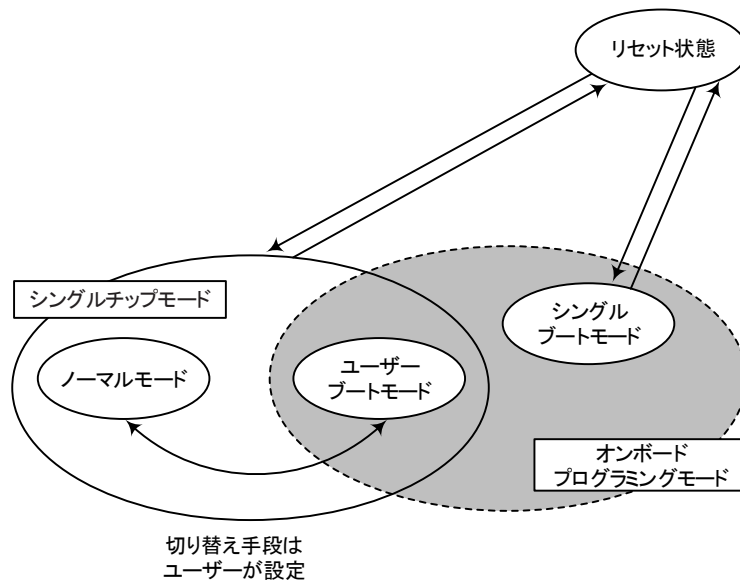 リセット状態
シングルチップモード
シングル
ブートモード
ノーマルモード
ユーザー
ブートモード
オンボード
プログラミングモード
切り替え手段は
ユーザーが設定